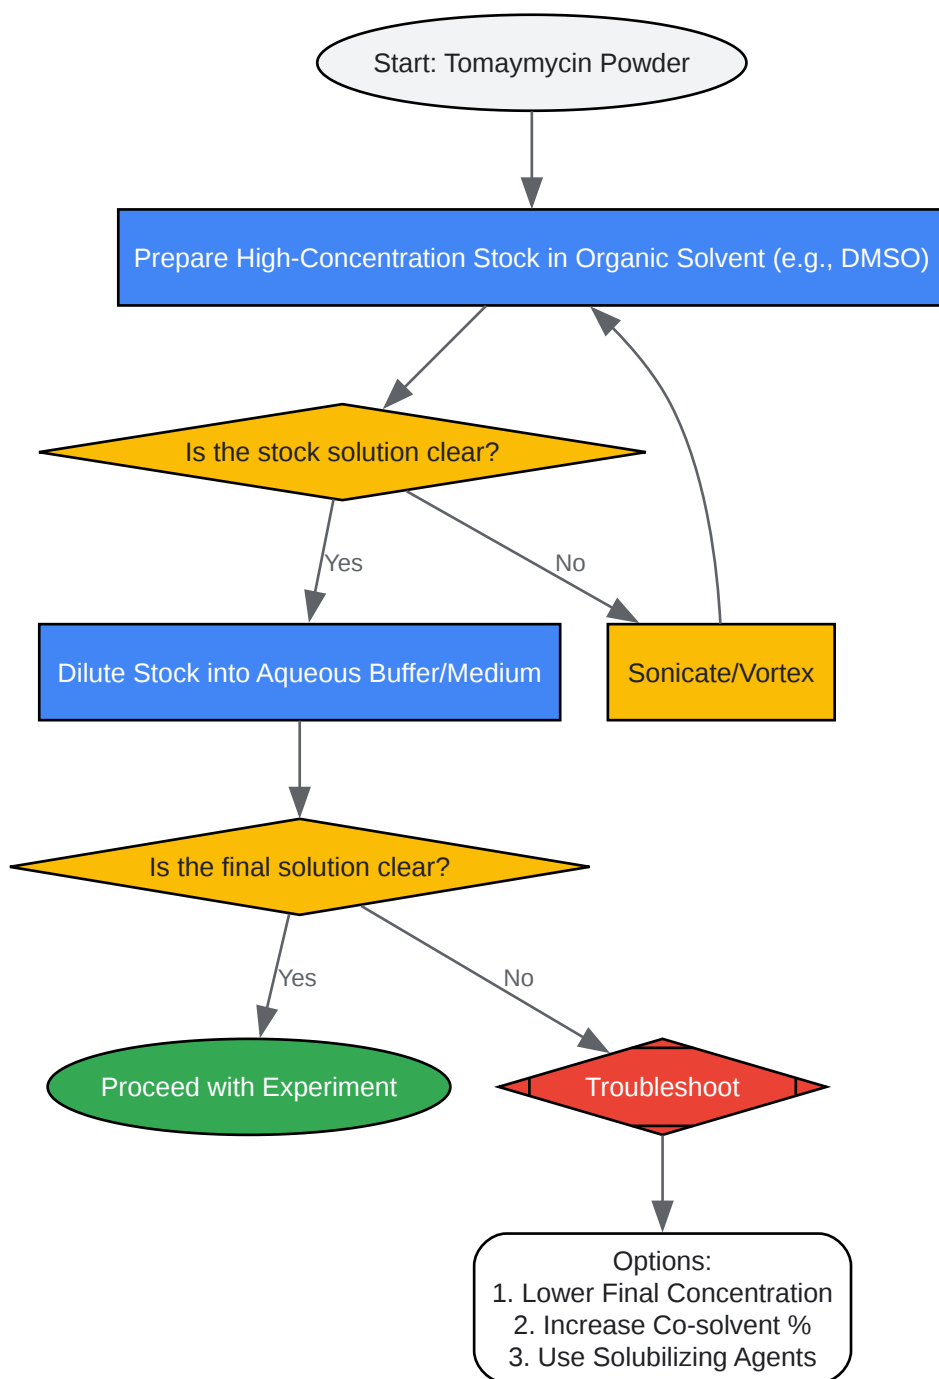 Start: Tomaymycin Powder
Prepare High-Concentration Stock in Organic Solvent (e.g., DMSO)
Is the stock solution clear?
Yes
No
Dilute Stock into Aqueous Buffer/Medium
Sonicate/Vortex
Is the final solution clear?
Yes
No
Proceed with Experiment
Troubleshoot
Options:
1. Lower Final Concentration
2. Increase Co-solvent %
3. Use Solubilizing Agents